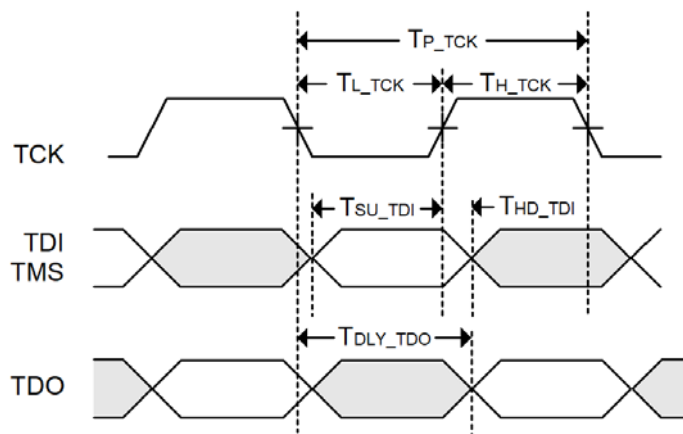 TP_TCK
TL_TCK TH_TCK
TCK
TSU_TDI THD_TDI
TDI
TMS
TDLY_TDO
TDO